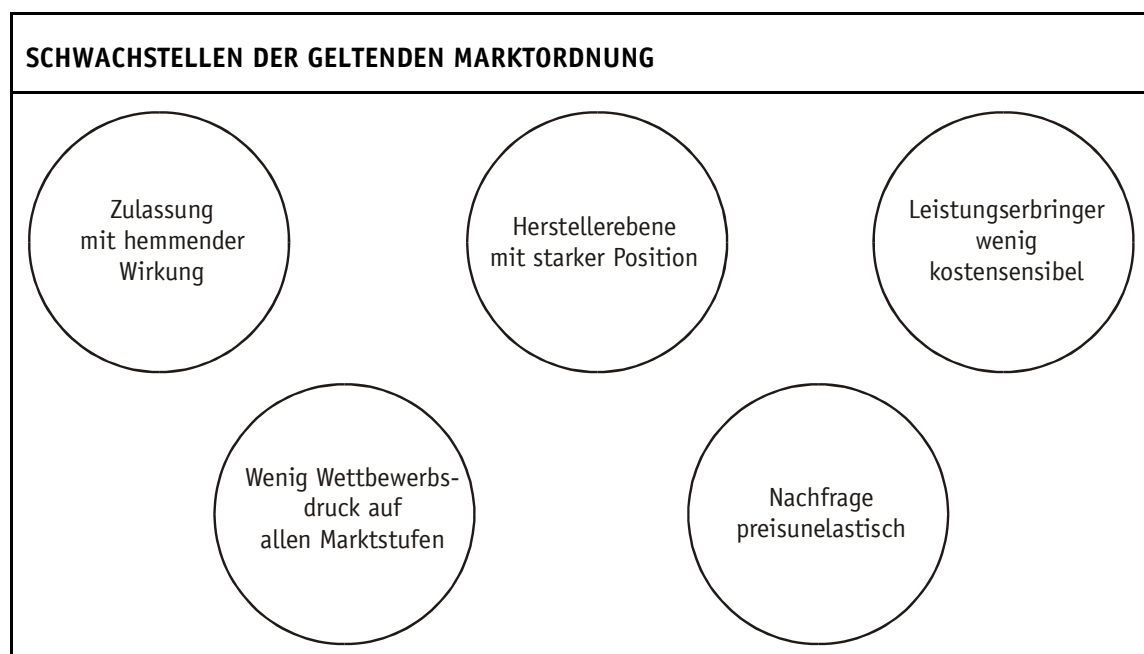 SCHWACHSTELLEN DER GELTENDEN MARKTORDNUNG
Zulassung
mit hemmender
Wirkung
Herstellerebene
mit starker Position
Leistungserbringer
wenig
kostensensibel
Wenig Wettbewerbs-
druck auf
allen Marktstufen
Nachfrage
preisunelastisch